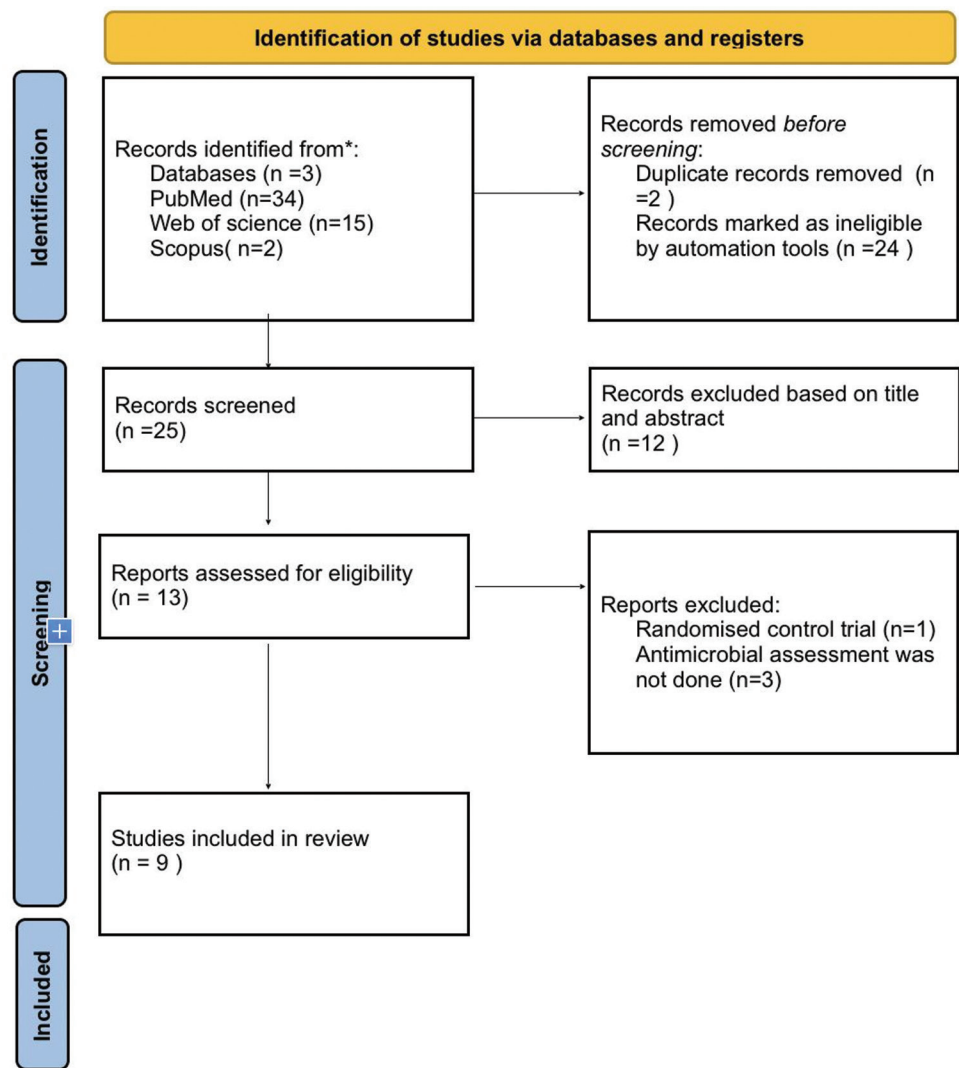 Identification of studies via databases and registers
Identification
Records identified from*:
Databases (n =3)
PubMed (n=34)
Web of science (n=15)
Scopus( n=2)
Records removed before
screening:
Duplicate records removed  (n
=2 )
Records marked as ineligible
by automation tools (n =24 )
Screening
Records screened
(n =25)
Records excluded based on title
and abstract
(n =12 )
Reports assessed for eligibility
(n = 13)
Reports excluded:
Randomised control trial (n=1)
Antimicrobial assessment was
not done (n=3)
Studies included in review
(n = 9 )
Included